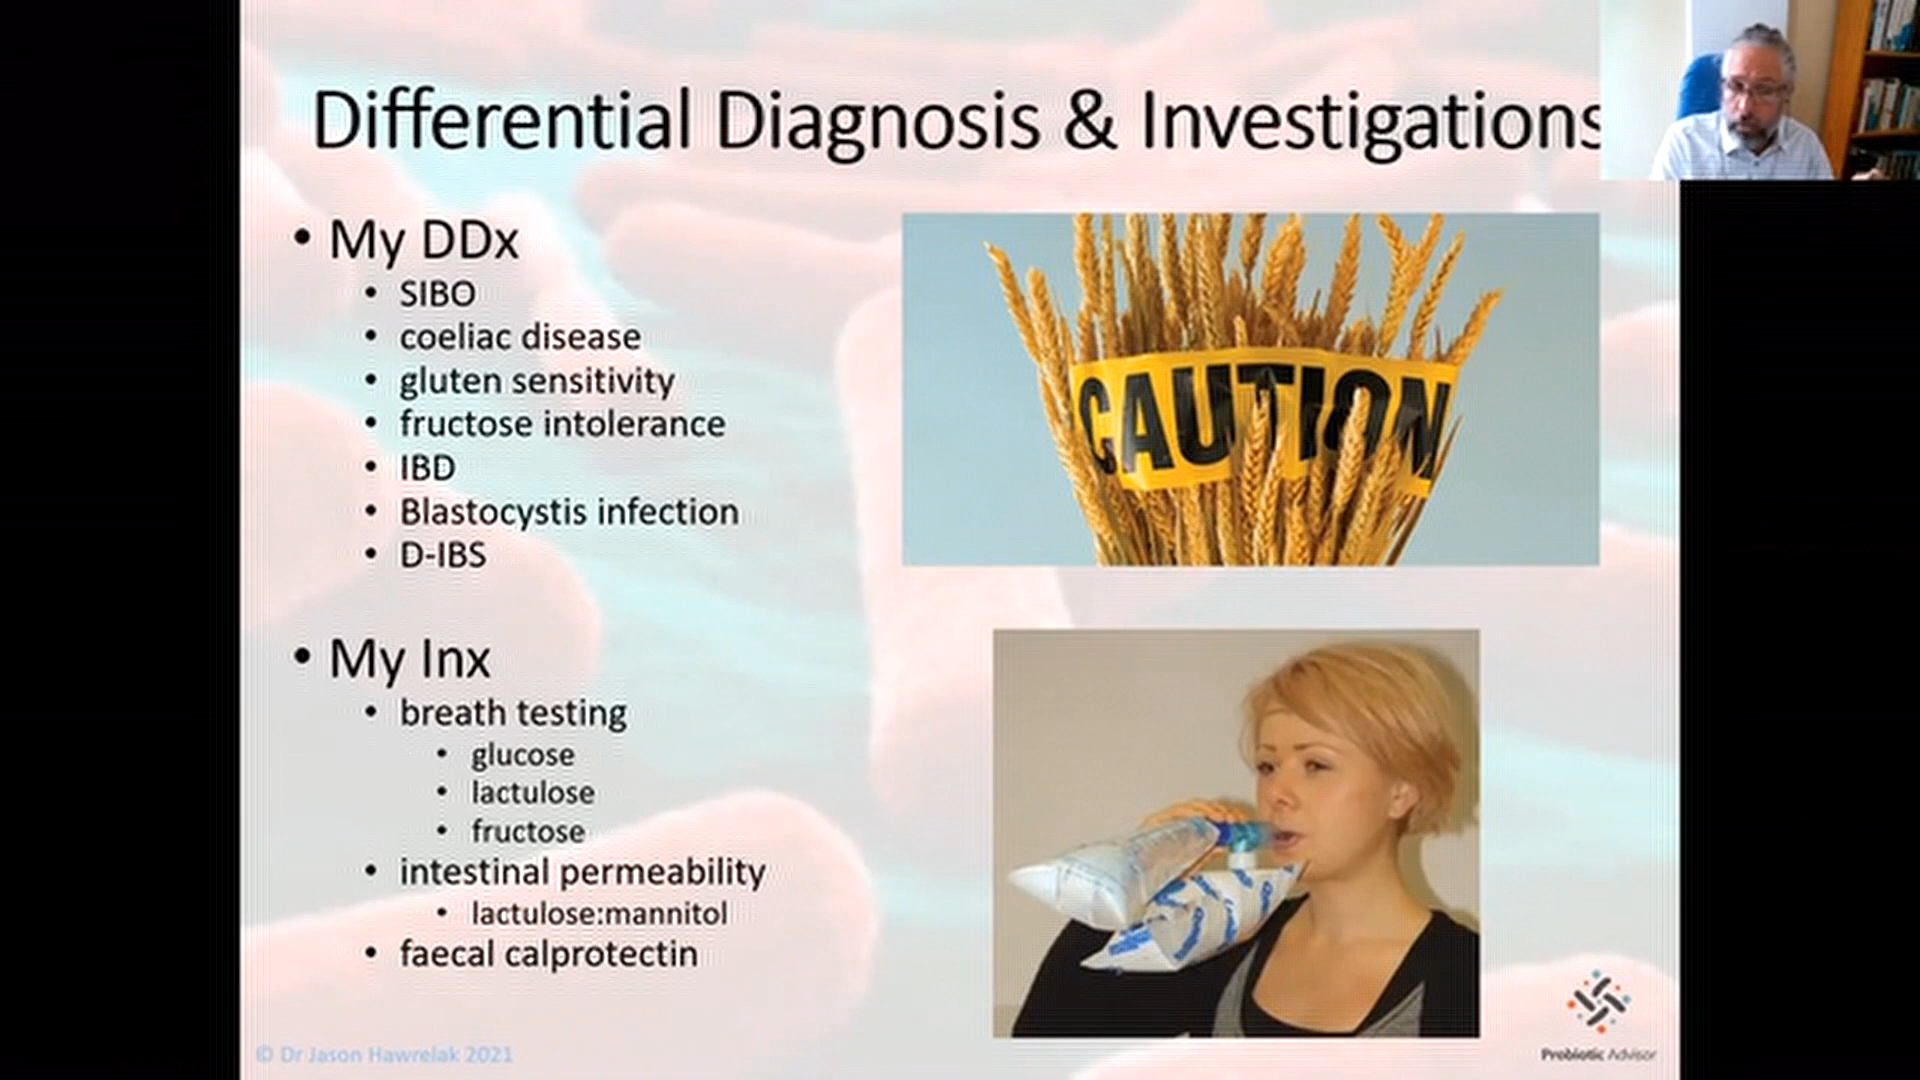 Differential Diagnosis & Investigations
• My DDx
• SIBO
• coeliac disease
• gluten sensitivity
• fructose intolerance
• IBD
• Blastocystis infection
• D-IBS
CAUTION
• My Inx
• breath testing
• glucose
• lactulose
• fructose
• intestinal permeability
• lactulose:mannitol
• faecal calprotectin
© Dr Jason Hawrelak 2021
Probiotic Advisor